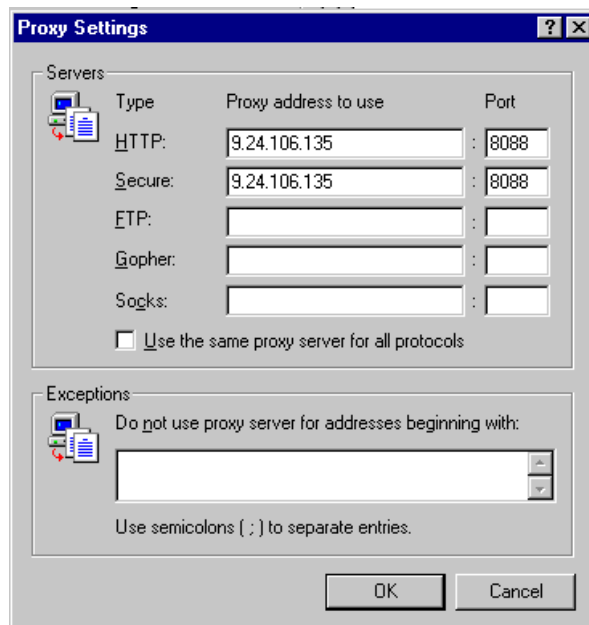 Proxy Settings
Servers
Type Proxy address to use Port
HTTP: 9.24.106.135 : 8088
Secure: 9.24.106.135 : 8088
FTP: :
Gopher: :
Socks: :
Use the same proxy server for all protocols
Exceptions
Do not use proxy server for addresses beginning with:
Use semicolons ( ; ) to separate entries.
OK Cancel